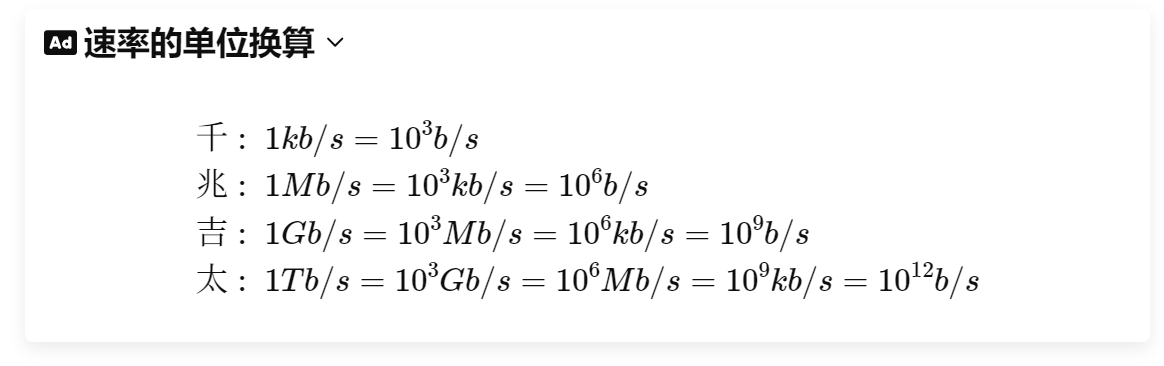 Ad 速率的单位换算
千：1kb/s = 10³b/s
兆：1Mb/s = 10³kb/s = 10⁶b/s
吉：1Gb/s = 10³Mb/s = 10⁶kb/s = 10⁹b/s
太：1Tb/s = 10³Gb/s = 10⁶Mb/s = 10⁹kb/s = 10¹²b/s